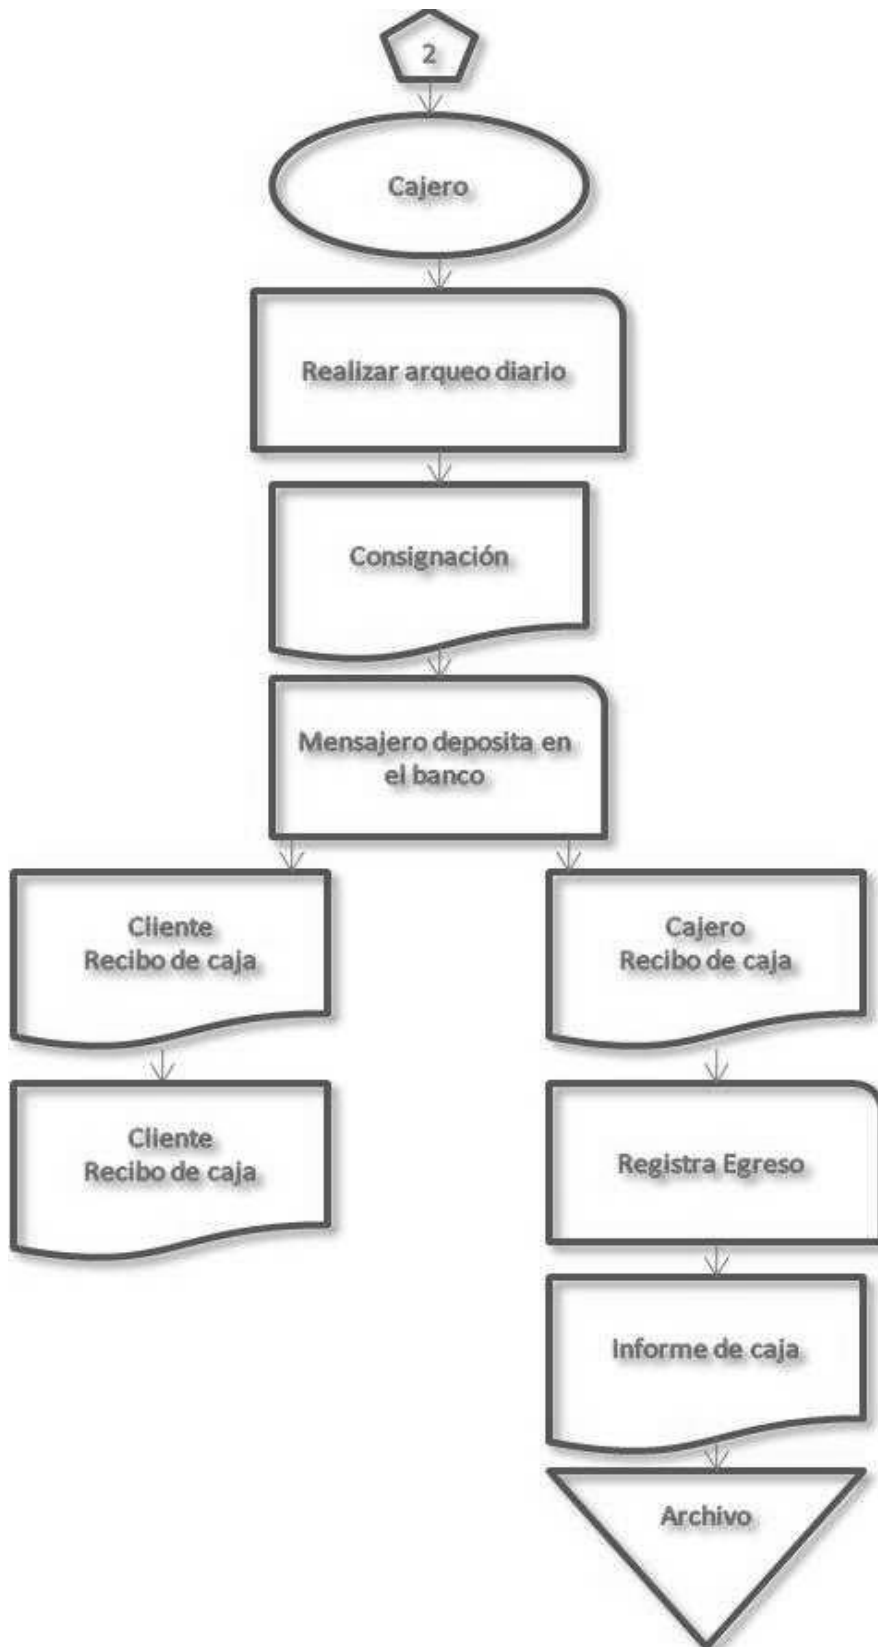 2
Cajero
Realizar arqueo diario
Consignación
Mensajero deposita en
el banco
Cliente
Recibo de caja
Cajero
Recibo de caja
Cliente
Recibo de caja
Registra Egreso
Informe de caja
Archivo